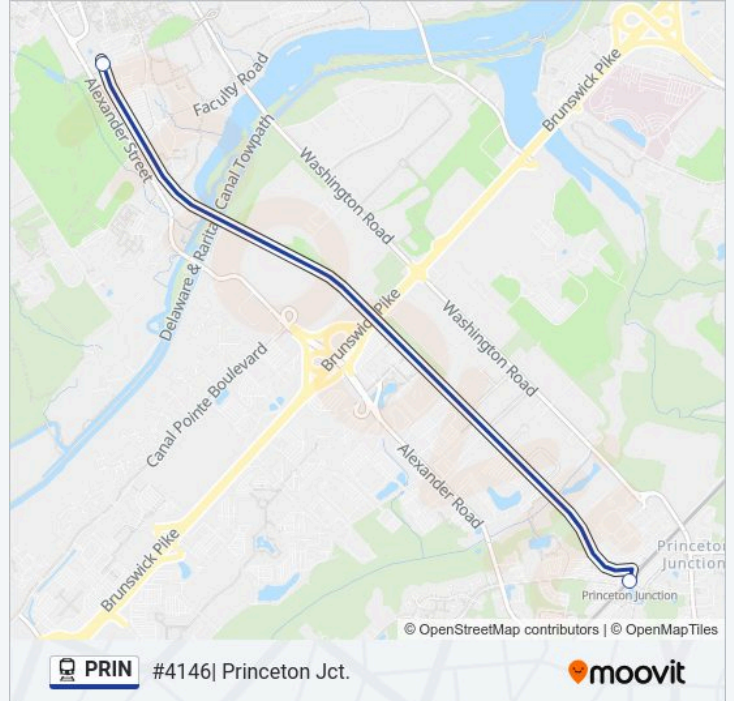 Faculty Road
Brunswick Pike
Alexander Street
Delaware & Raritan Canal Towpath
Washington Road
Brunswick Pike
Washington Road
Canal Pointe Boulevard
Alexander Road
Brunswick Pike
Princeton
Junction
Princeton Junction
© OpenStreetMap contributors | © OpenMapTiles
PRIN #4146| Princeton Jct. moovit